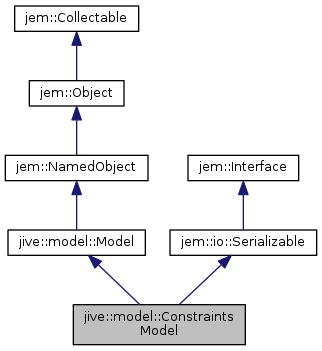 jem::Collectable
jem::Object
jem::NamedObject
jem::Interface
jive::model::Model
jem::io::Serializable
jive::model::Constraints
Model